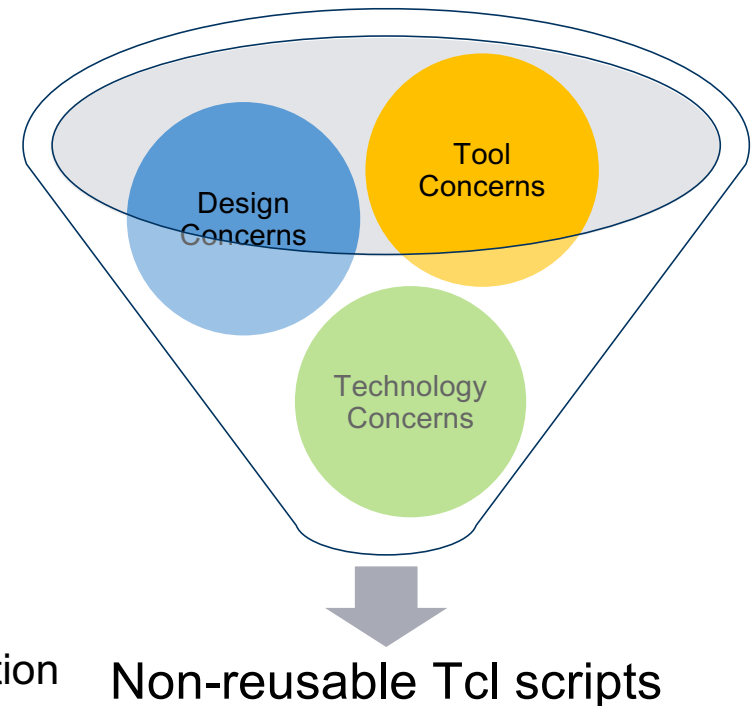 Tool
Concerns
Design
Concerns
Technology
Concerns
Non-reusable Tcl scripts